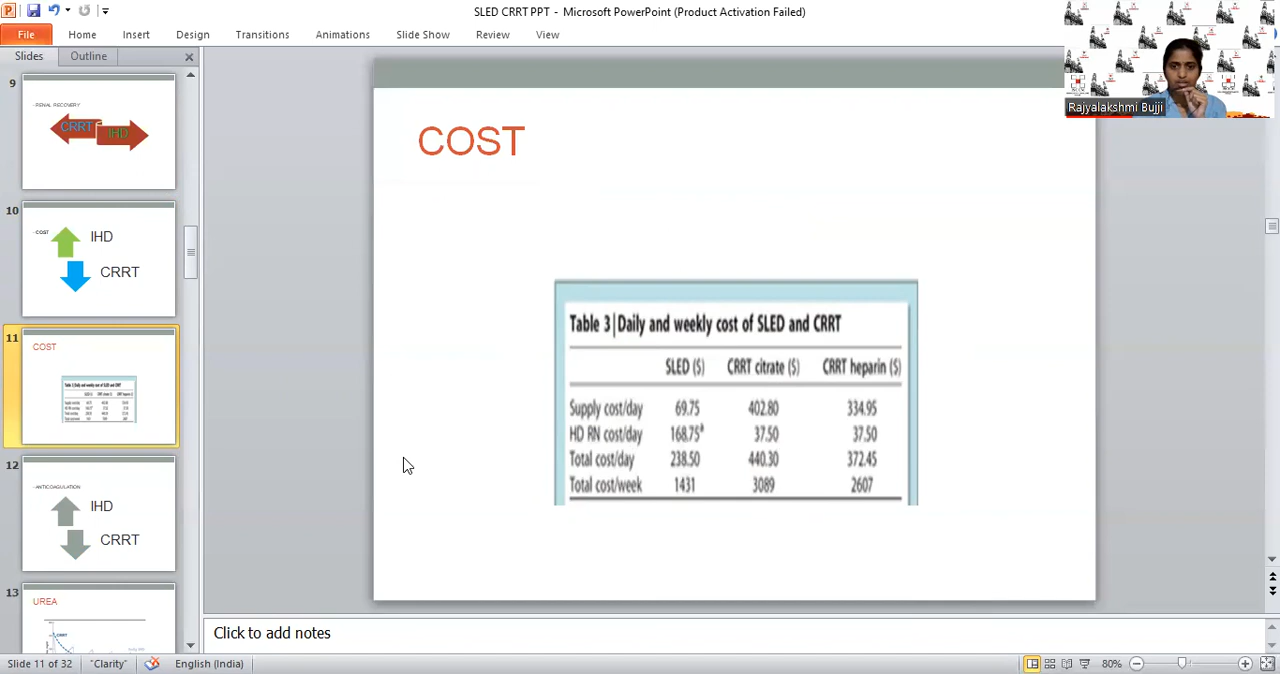 SLED CRRT PPT - Microsoft PowerPoint (Product Activation Failed)
File Home Insert Design Transitions Animations Slide Show Review View
Slides Outline
Rajyalakshmi Bujji
9
RENAL RECOVERY
CRRT IHD
10
COST
IHD
CRRT
11
COST
12
ANTICOAGULATION
IHD
CRRT
13
UREA
COST
Table 3|Daily and weekly cost of SLED and CRRT
SLED ($) CRRT citrate ($) CRRT heparin ($)
Supply cost/day 69.75 402.80 334.95
HD RN cost/day 168.75ᵃ 37.50 37.50
Total cost/day 238.50 440.30 372.45
Total cost/week 1431 3089 2607
Click to add notes
Slide 11 of 32 "Clarity" English (India) 80%